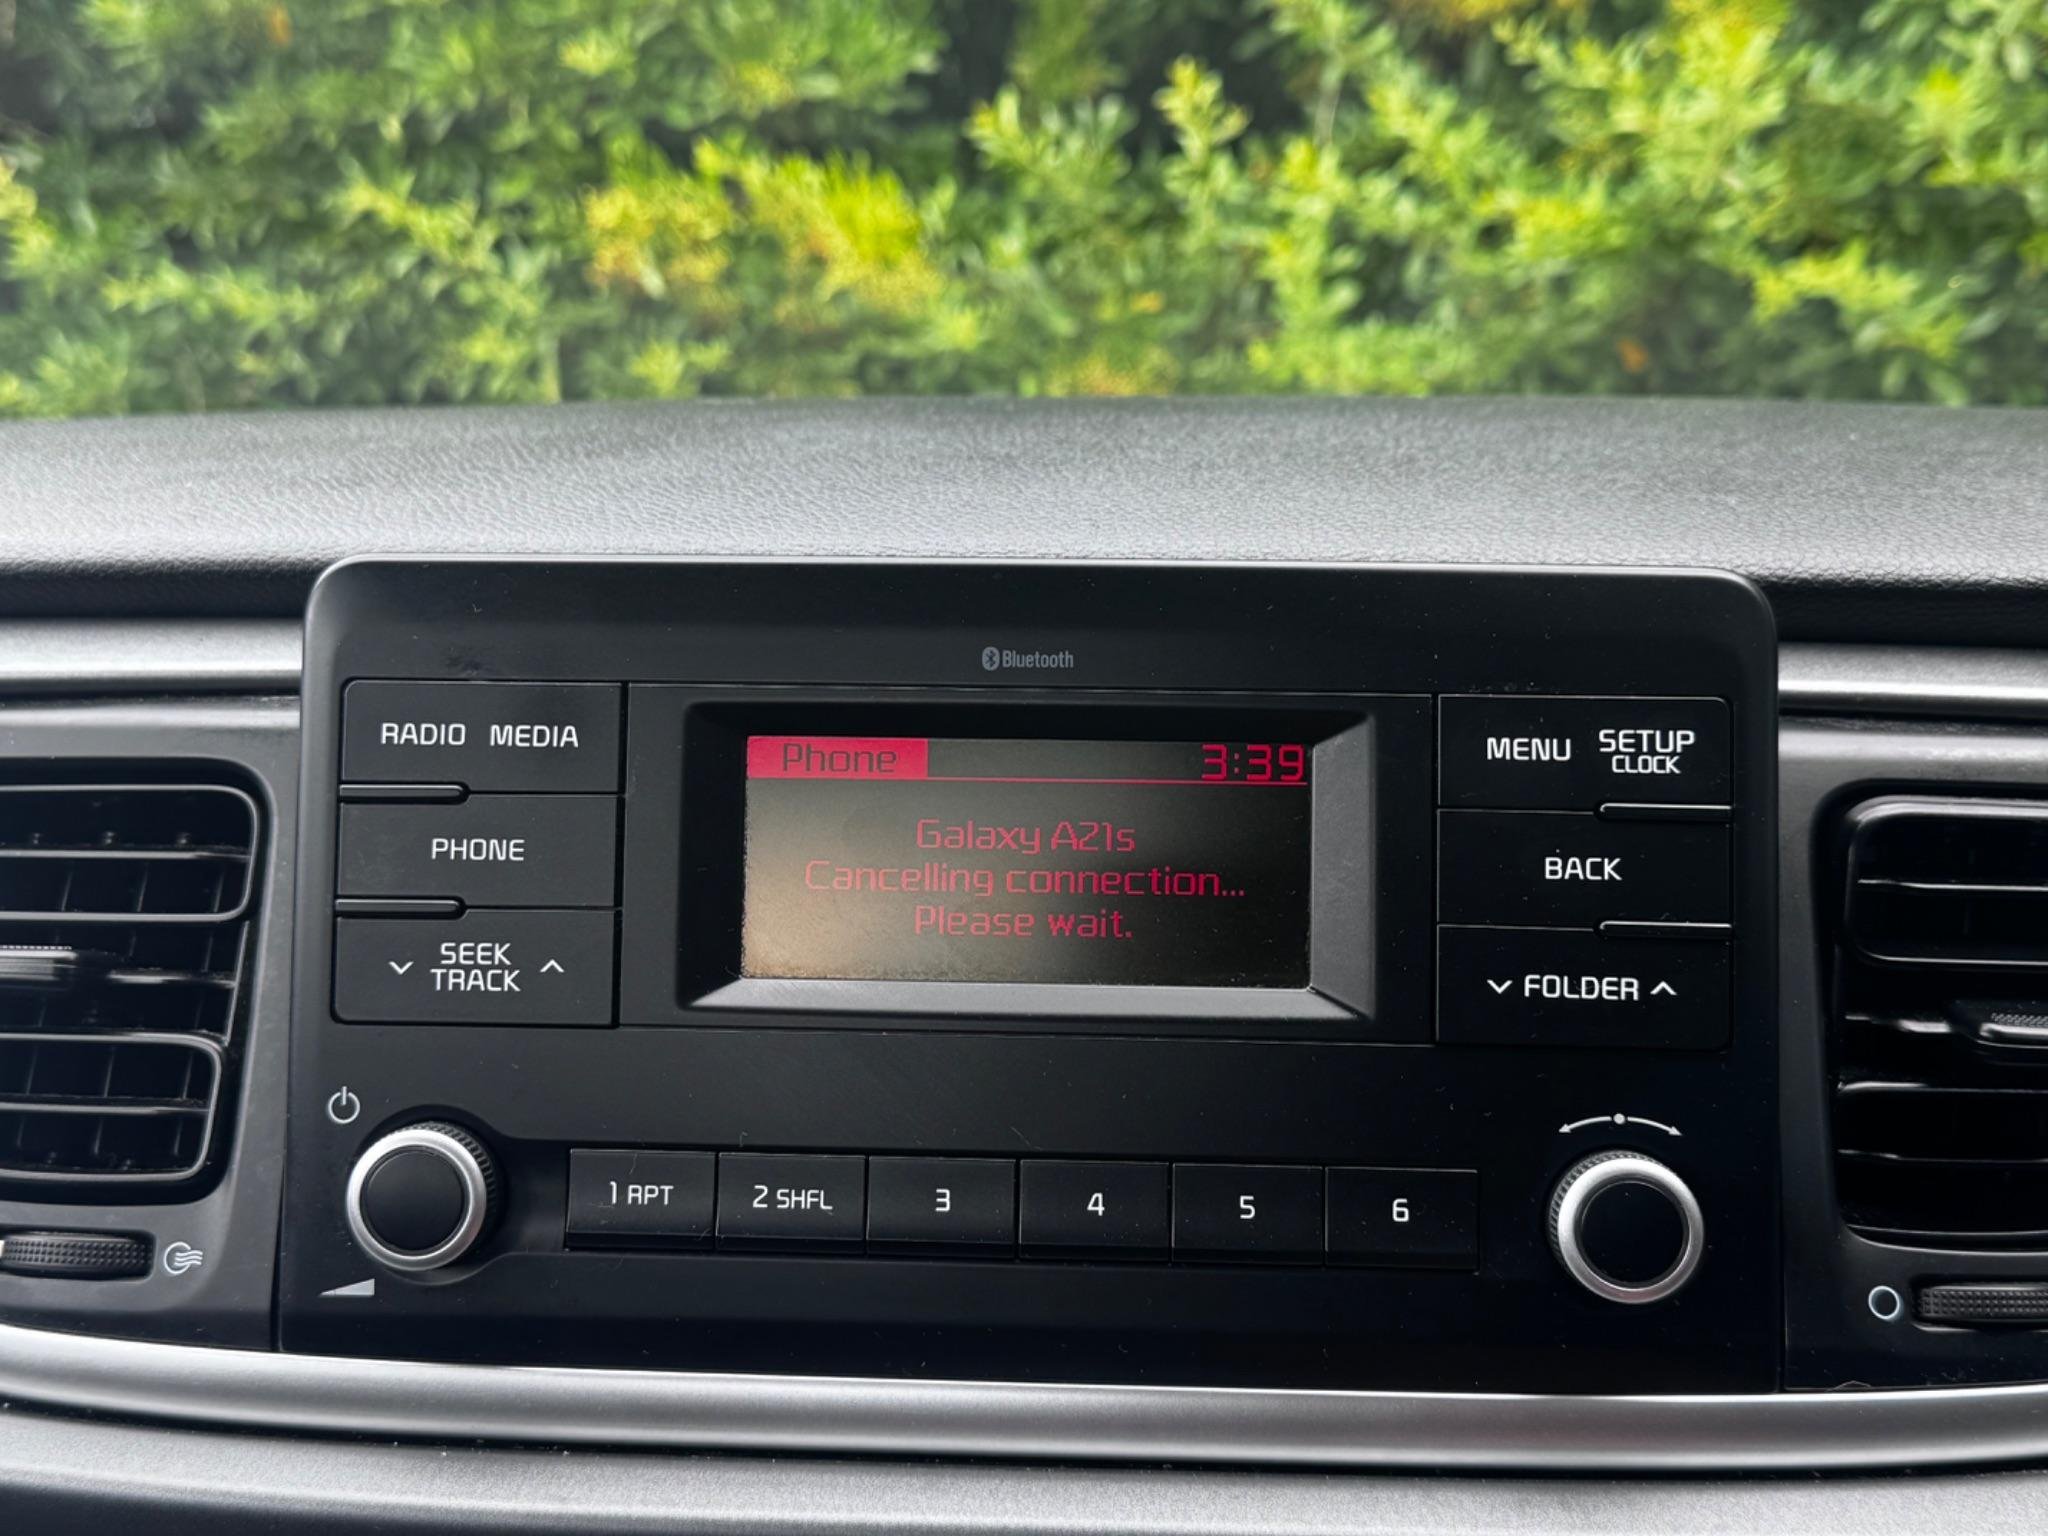 Bluetooth
RADIO MEDIA
PHONE
SEEK
TRACK
Phone 3:39
Galaxy A21s
Cancelling connection...
Please wait.
MENU SETUP
CLOCK
BACK
FOLDER
1 RPT 2 SHFL 3 4 5 6